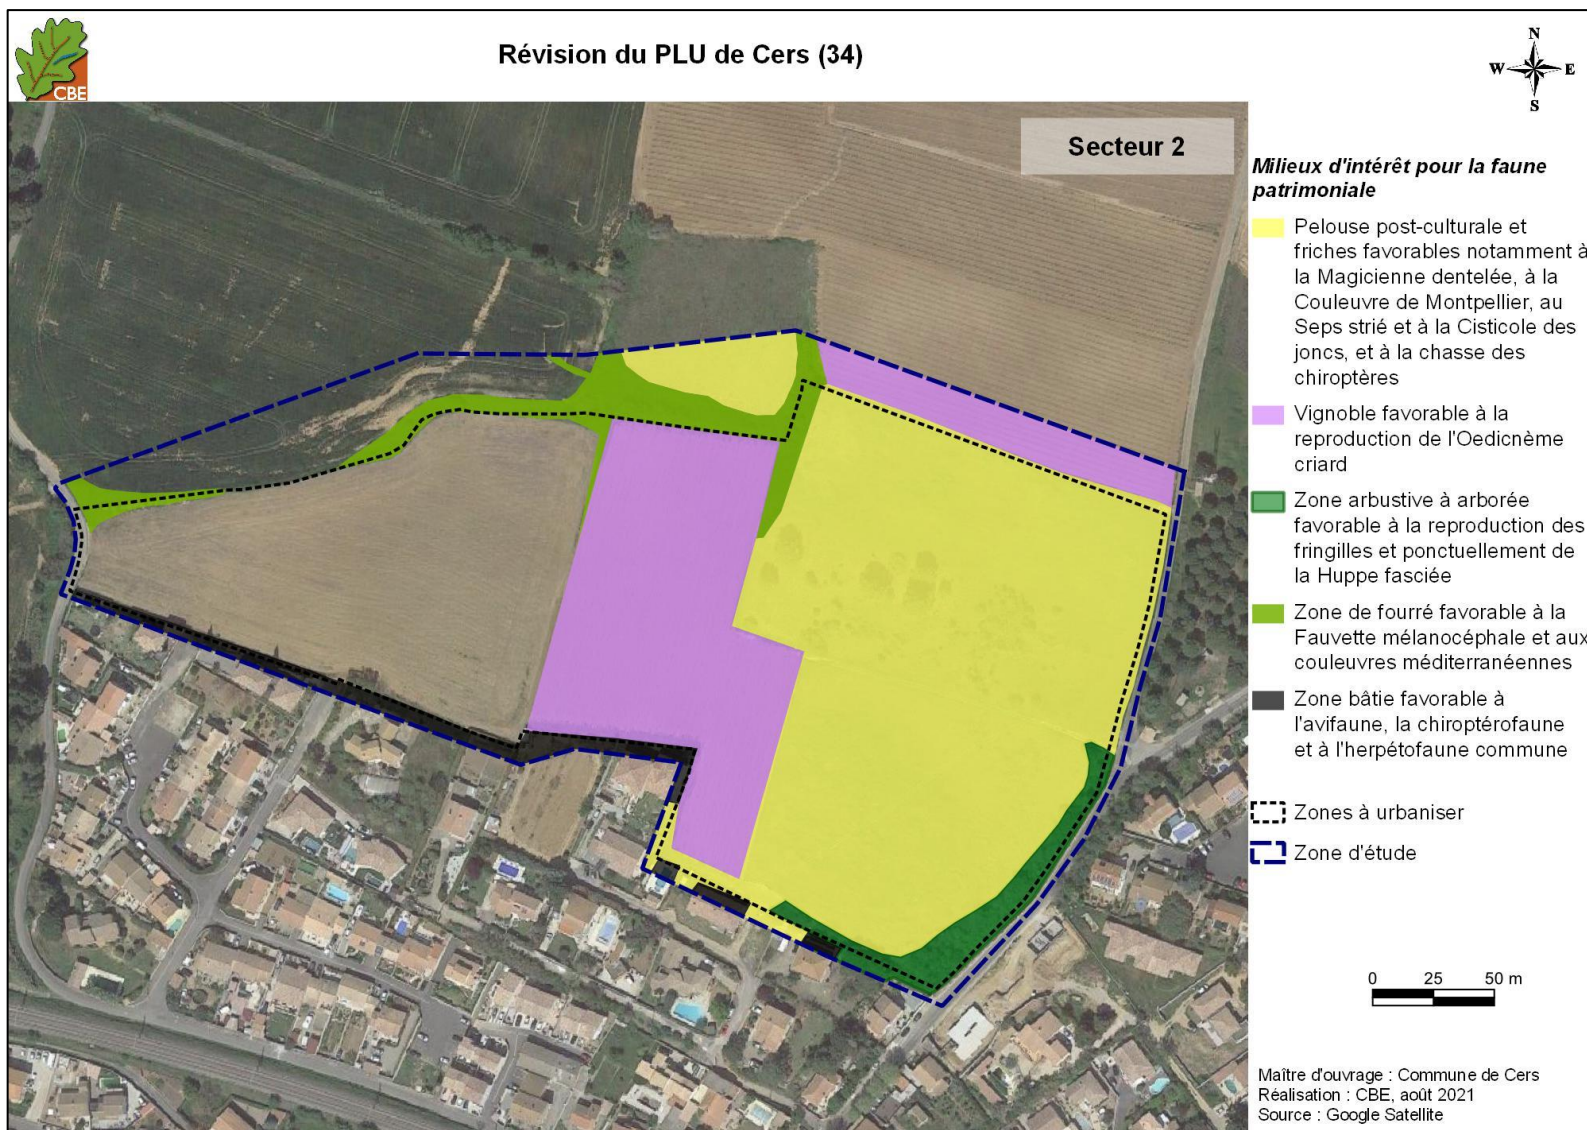 CBE
Révision du PLU de Cers (34)
N
W E
S
Secteur 2
Milieux d'intérêt pour la faune
patrimoniale
Pelouse post-culturale et
friches favorables notamment à
la Magicienne dentelée, à la
Couleuvre de Montpellier, au
Seps strié et à la Cisticole des
joncs, et à la chasse des
chiroptères
Vignoble favorable à la
reproduction de l'Oedicnème
criard
Zone arbustive à arborée
favorable à la reproduction des
fringilles et ponctuellement de
la Huppe fasciée
Zone de fourré favorable à la
Fauvette mélanocéphale et aux
couleuvres méditerranéennes
Zone bâtie favorable à
l'avifaune, la chiroptérofaune
et à l'herpétofaune commune
Zones à urbaniser
Zone d'étude
0 25 50 m
Maître d'ouvrage : Commune de Cers
Réalisation : CBE, août 2021
Source : Google Satellite